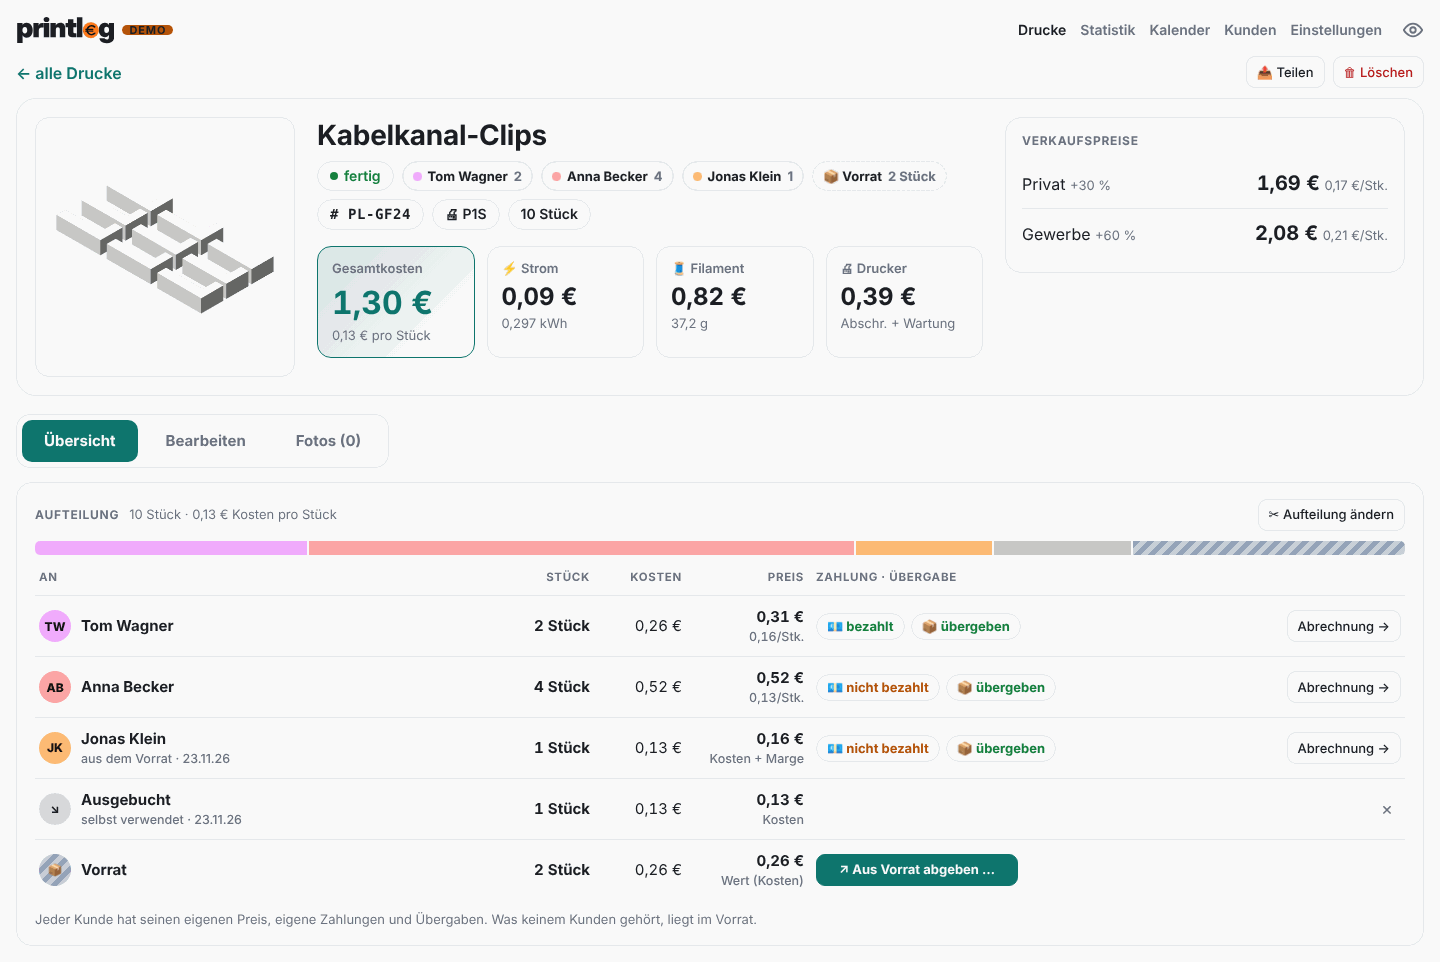 printl€g DEMO
Drucke Statistik Kalender Kunden Einstellungen
← alle Drucke
📤 Teilen 🗑 Löschen
Kabelkanal-Clips
fertig Tom Wagner 2 Anna Becker 4 Jonas Klein 1 📦 Vorrat 2 Stück
# PL-GF24 🖨 P1S 10 Stück
Gesamtkosten
1,30 €
0,13 € pro Stück
⚡ Strom
0,09 €
0,297 kWh
🧵 Filament
0,82 €
37,2 g
🖨 Drucker
0,39 €
Abschr. + Wartung
VERKAUFSPREISE
Privat +30 % 1,69 € 0,17 €/Stk.
Gewerbe +60 % 2,08 € 0,21 €/Stk.
Übersicht Bearbeiten Fotos (0)
AUFTEILUNG 10 Stück · 0,13 € Kosten pro Stück
✂ Aufteilung ändern
AN STÜCK KOSTEN PREIS ZAHLUNG · ÜBERGABE
TW Tom Wagner 2 Stück 0,26 € 0,31 €
0,16/Stk.
💶 bezahlt 📦 übergeben Abrechnung →
AB Anna Becker 4 Stück 0,52 € 0,52 €
0,13/Stk.
💶 nicht bezahlt 📦 übergeben Abrechnung →
JK Jonas Klein
aus dem Vorrat · 23.11.26
1 Stück 0,13 € 0,16 €
Kosten + Marge
💶 nicht bezahlt 📦 übergeben Abrechnung →
↘ Ausgebucht
selbst verwendet · 23.11.26
1 Stück 0,13 € 0,13 €
Kosten
×
📦 Vorrat 2 Stück 0,26 € 0,26 €
Wert (Kosten)
↗ Aus Vorrat abgeben …
Jeder Kunde hat seinen eigenen Preis, eigene Zahlungen und Übergaben. Was keinem Kunden gehört, liegt im Vorrat.